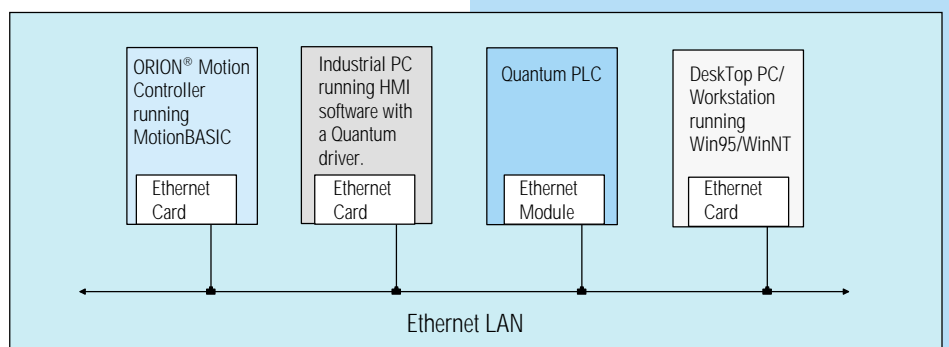 ORION® Motion
Controller
running
MotionBASIC
Ethernet
Card
Industrial PC
running HMI
software with
a Quantum
driver.
Ethernet
Card
Quantum PLC
Ethernet
Module
DeskTop PC/
Workstation
running
Win95/WinNT
Ethernet
Card
Ethernet LAN